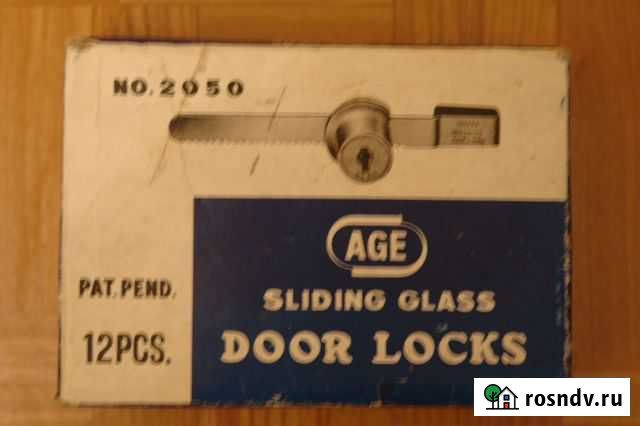 NO. 2050
AGE
SLIDING GLASS
DOOR LOCKS
PAT. PEND.
12PCS.
rosndv.ru